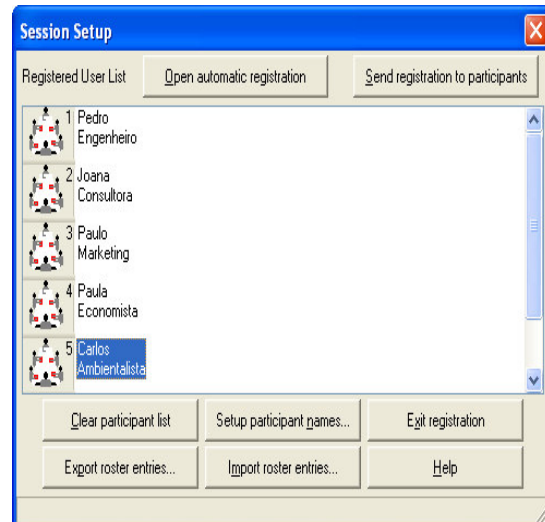 Session Setup
Registered User List Open automatic registration Send registration to participants
1 Pedro
Engenheiro
2 Joana
Consultora
3 Paulo
Marketing
4 Paula
Economista
5 Carlos
Ambientalista
Clear participant list Setup participant names... Exit registration
Export roster entries... Import roster entries... Help